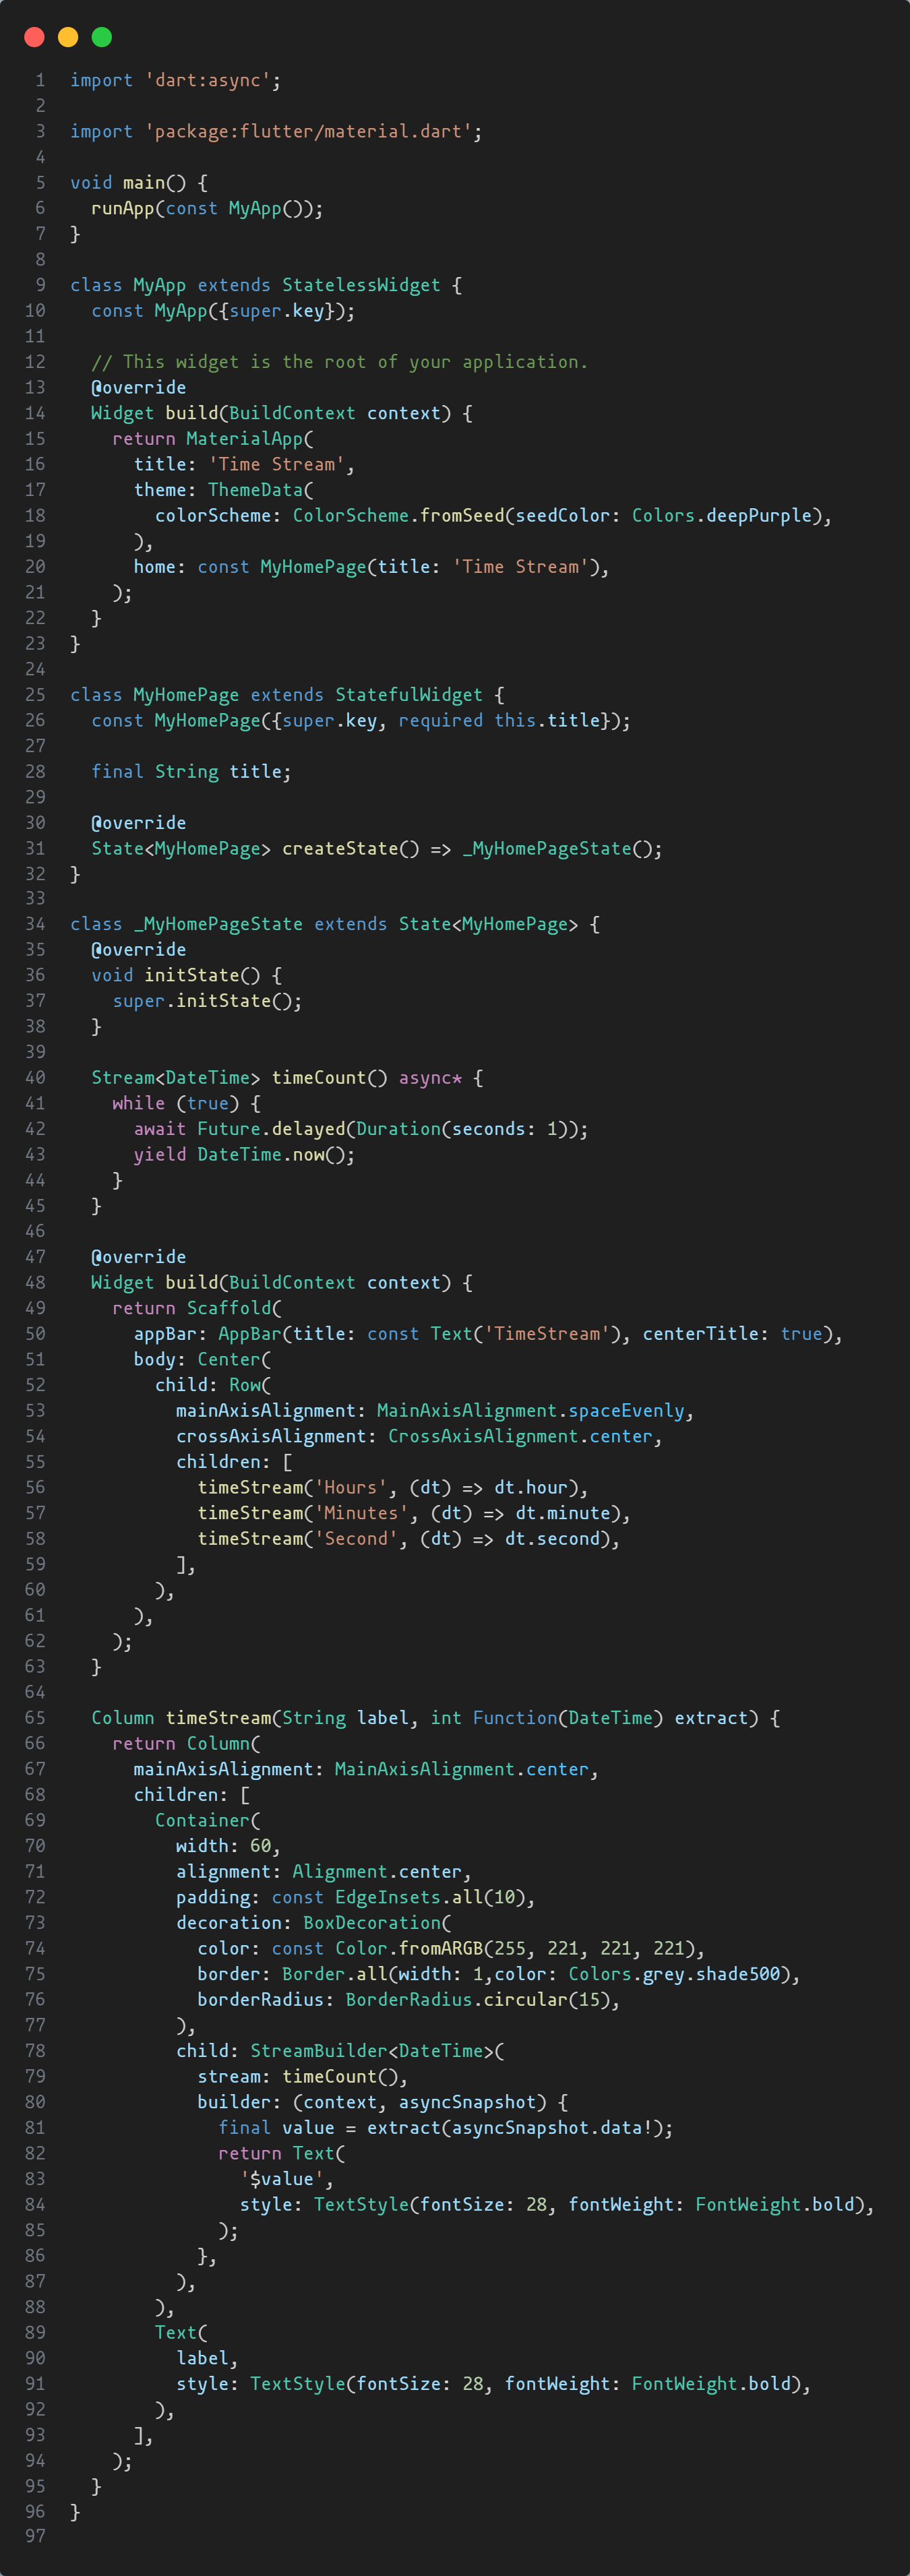 1 import 'dart:async';
2
3 import 'package:flutter/material.dart';
4
5 void main() {
6   runApp(const MyApp());
7 }
8
9 class MyApp extends StatelessWidget {
10   const MyApp({super.key});
11
12   // This widget is the root of your application.
13   @override
14   Widget build(BuildContext context) {
15     return MaterialApp(
16       title: 'Time Stream',
17       theme: ThemeData(
18         colorScheme: ColorScheme.fromSeed(seedColor: Colors.deepPurple),
19       ),
20       home: const MyHomePage(title: 'Time Stream'),
21     );
22   }
23 }
24
25 class MyHomePage extends StatefulWidget {
26   const MyHomePage({super.key, required this.title});
27
28   final String title;
29
30   @override
31   State<MyHomePage> createState() => _MyHomePageState();
32 }
33
34 class _MyHomePageState extends State<MyHomePage> {
35   @override
36   void initState() {
37     super.initState();
38   }
39
40   Stream<DateTime> timeCount() async* {
41     while (true) {
42       await Future.delayed(Duration(seconds: 1));
43       yield DateTime.now();
44     }
45   }
46
47   @override
48   Widget build(BuildContext context) {
49     return Scaffold(
50       appBar: AppBar(title: const Text('TimeStream'), centerTitle: true),
51       body: Center(
52         child: Row(
53           mainAxisAlignment: MainAxisAlignment.spaceEvenly,
54           crossAxisAlignment: CrossAxisAlignment.center,
55           children: [
56             timeStream('Hours', (dt) => dt.hour),
57             timeStream('Minutes', (dt) => dt.minute),
58             timeStream('Second', (dt) => dt.second),
59           ],
60         ),
61       ),
62     );
63   }
64
65   Column timeStream(String label, int Function(DateTime) extract) {
66     return Column(
67       mainAxisAlignment: MainAxisAlignment.center,
68       children: [
69         Container(
70           width: 60,
71           alignment: Alignment.center,
72           padding: const EdgeInsets.all(10),
73           decoration: BoxDecoration(
74             color: const Color.fromARGB(255, 221, 221, 221),
75             border: Border.all(width: 1,color: Colors.grey.shade500),
76             borderRadius: BorderRadius.circular(15),
77           ),
78           child: StreamBuilder<DateTime>(
79             stream: timeCount(),
80             builder: (context, asyncSnapshot) {
81               final value = extract(asyncSnapshot.data!);
82               return Text(
83                 '$value',
84                 style: TextStyle(fontSize: 28, fontWeight: FontWeight.bold),
85               );
86             },
87           ),
88         ),
89         Text(
90           label,
91           style: TextStyle(fontSize: 28, fontWeight: FontWeight.bold),
92         ),
93       ],
94     );
95   }
96 }
97